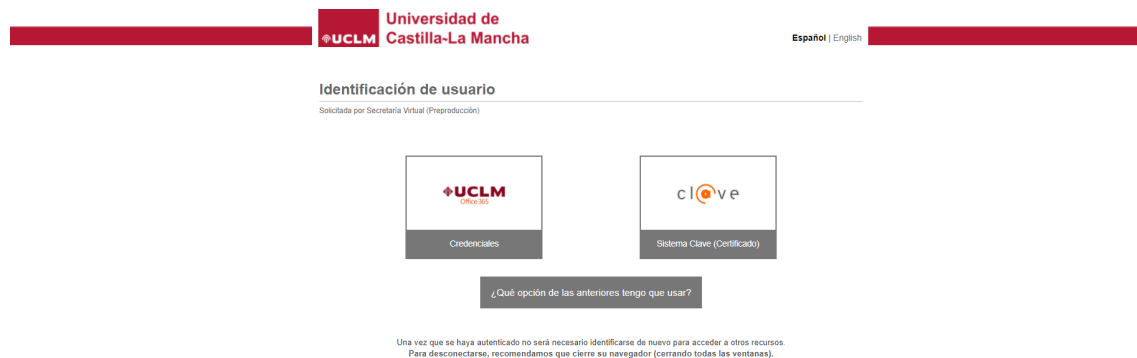 Universidad de
UCLM Castilla~La Mancha
Español | English
Identificación de usuario
Solicitada por Secretaría Virtual (Preproducción)
UCLM
Office 365
cl@ve
Credenciales
Sistema Clave (Certificado)
¿Qué opción de las anteriores tengo que usar?
Una vez que se haya autenticado no será necesario identificarse de nuevo para acceder a otros recursos.
Para desconectarse, recomendamos que cierre su navegador (cerrando todas las ventanas).